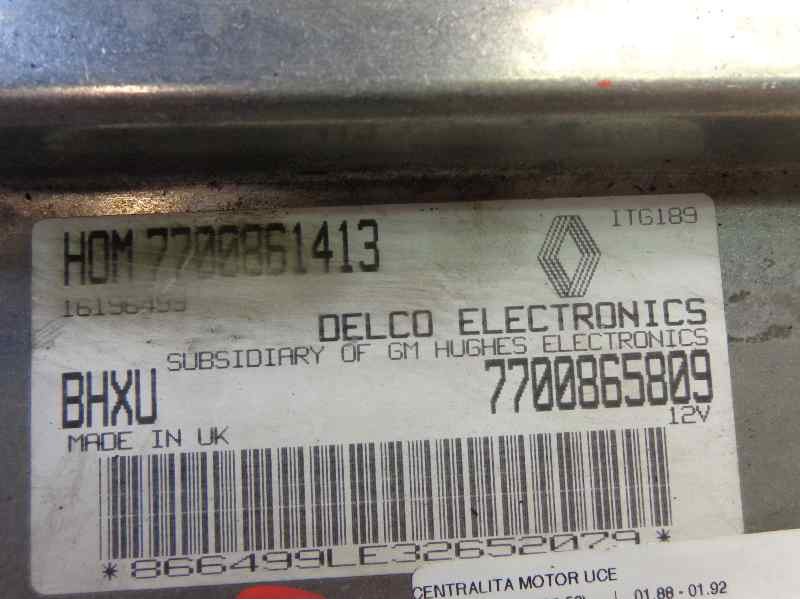 ITG189
HOM 7700861413
16196499
DELCO ELECTRONICS
SUBSIDIARY OF GM HUGHES ELECTRONICS
BHXU 7700865809
12V
MADE IN UK
*866499LE32652079*
CENTRALITA MOTOR UCE
01.88 - 01.92